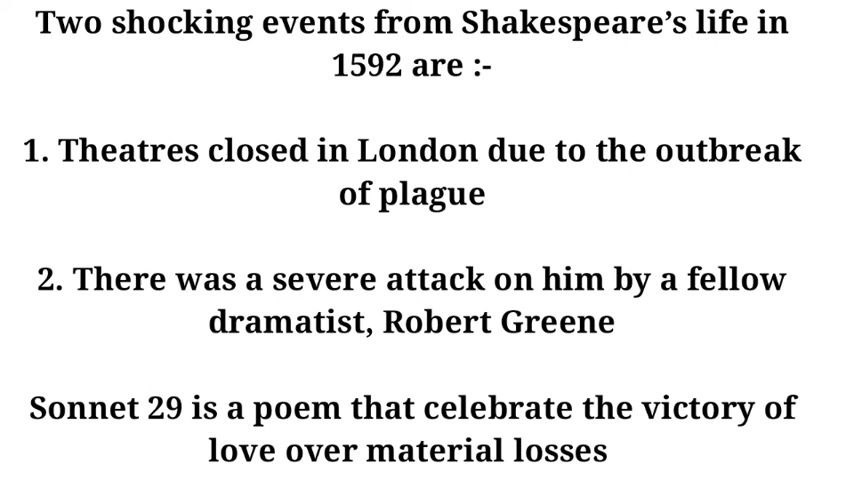 Two shocking events from Shakespeare’s life in
1592 are :-
1. Theatres closed in London due to the outbreak
of plague
2. There was a severe attack on him by a fellow
dramatist, Robert Greene
Sonnet 29 is a poem that celebrate the victory of
love over material losses